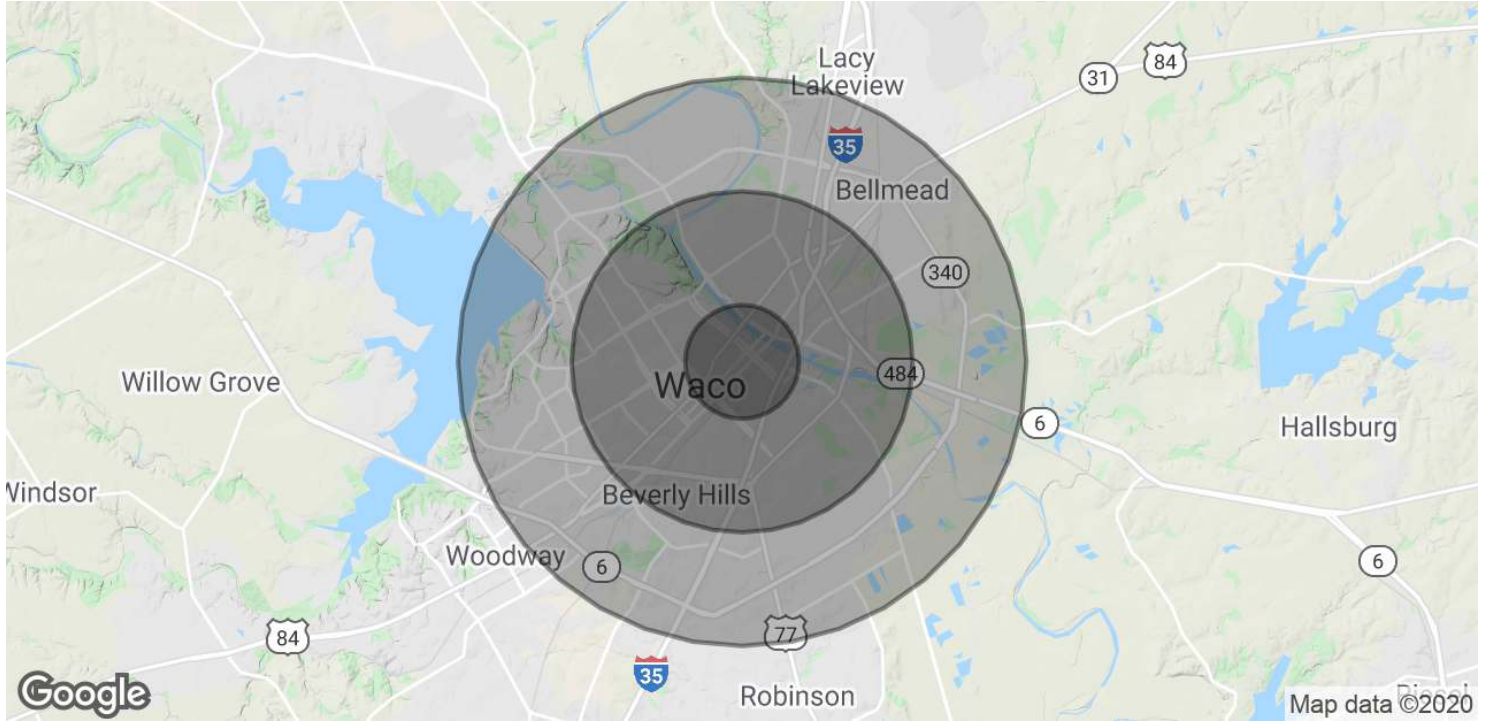 Lacy
Lakeview
84
31
35
Bellmead
340
Willow Grove
Waco
484
6
Hallsburg
Windsor
Beverly Hills
Woodway
6
6
84
77
35
Robinson
Google
Map data ©2020